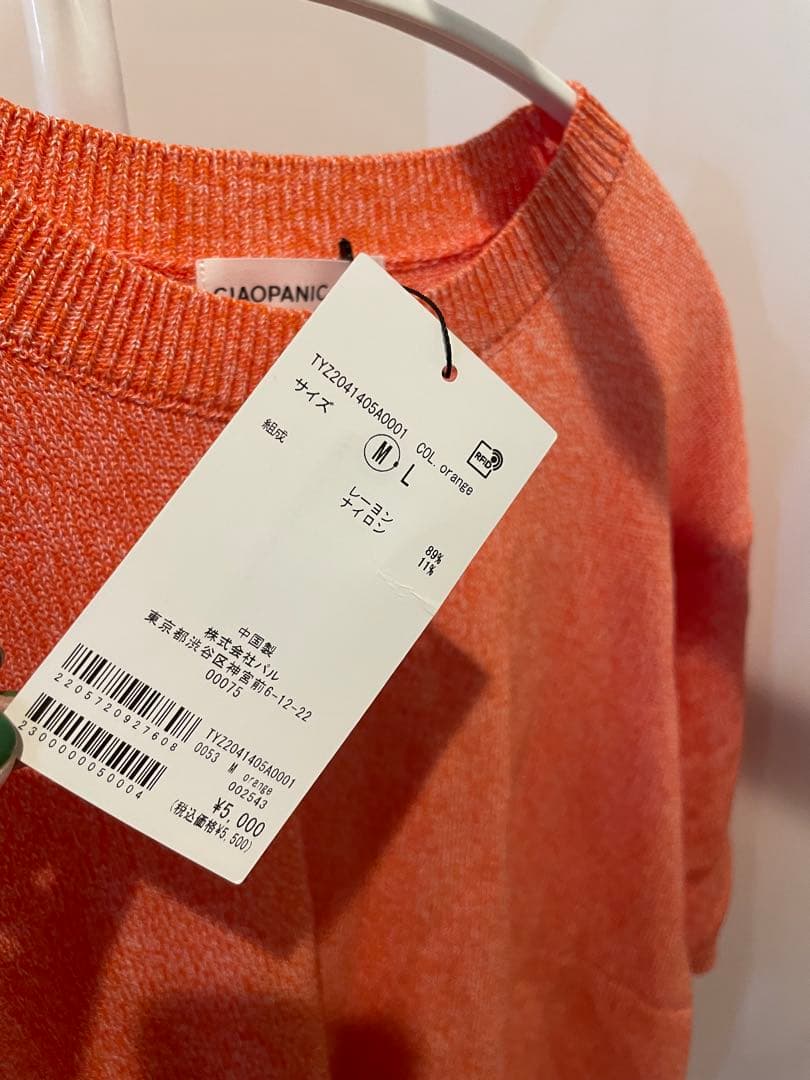 CIAOPANIC
TYZ2041405A0001 COL. orange
サイズ
M. L
RFID
組成
レーヨン 89%
ナイロン 11%
中国製
株式会社パル
東京都渋谷区神宮前6-12-22
00075
2205720927608
TYZ2041405A0001
0053 M orange
002543
2300000050004
¥5,000
(税込価格¥5,500)